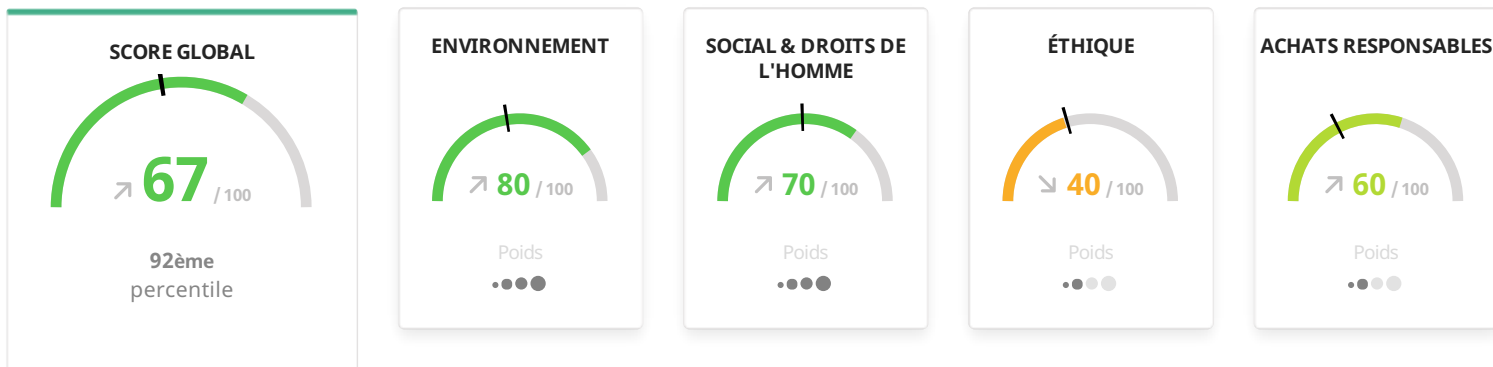 SCORE GLOBAL
67 / 100
92ème
percentile
ENVIRONNEMENT
80 / 100
Poids
SOCIAL & DROITS DE
L'HOMME
70 / 100
Poids
ÉTHIQUE
40 / 100
Poids
ACHATS RESPONSABLES
60 / 100
Poids